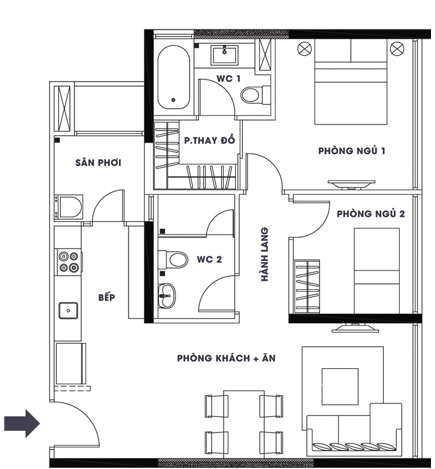 WC 1
P.THAY ĐỒ
PHÒNG NGỦ 1
SÂN PHƠI
PHÒNG NGỦ 2
HÀNH LANG
WC 2
BẾP
PHÒNG KHÁCH + ĂN